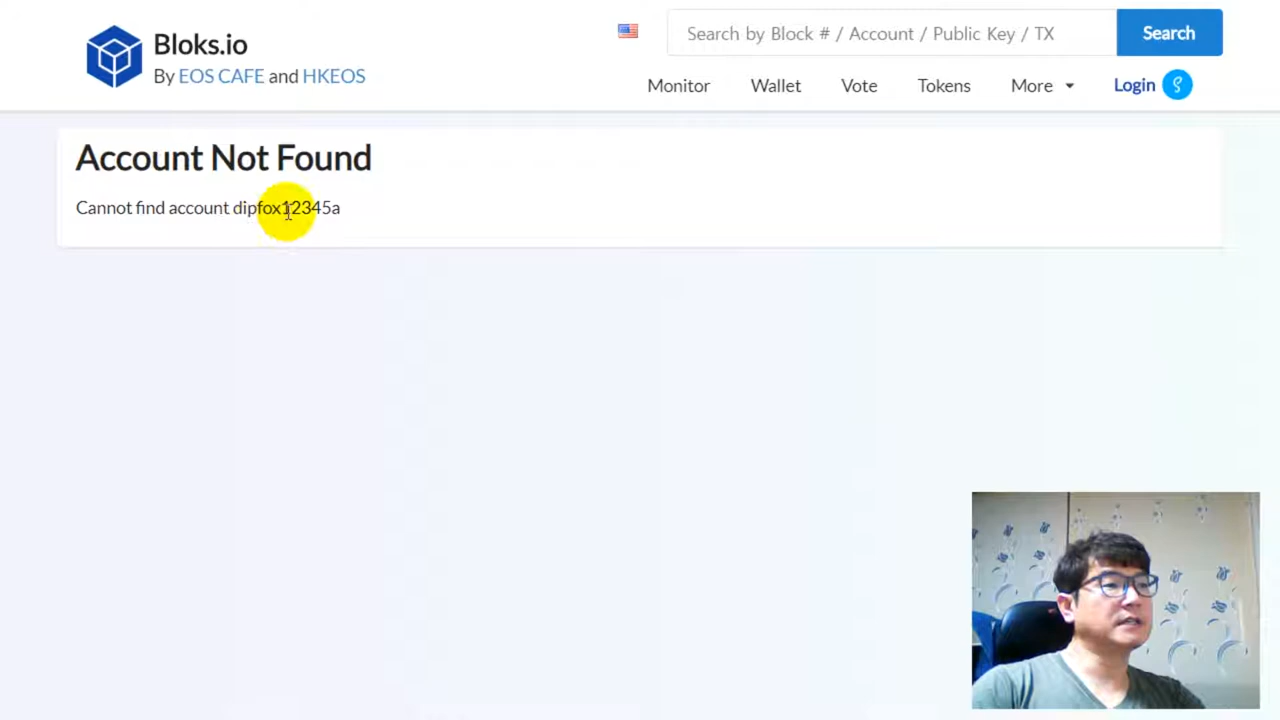 Bloks.io
By EOS CAFE and HKEOS
Search by Block # / Account / Public Key / TX
Search
Monitor
Wallet
Vote
Tokens
More
Login
Account Not Found
Cannot find account dipfox12345a